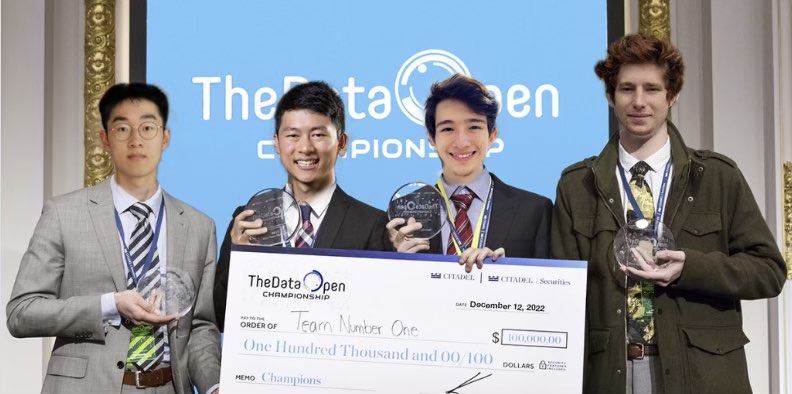 TheData Open
CHAMPIONSHIP
TheData Open
CHAMPIONSHIP
CITADEL | CITADEL | Securities
DATE December 12, 2022
PAY TO THE
ORDER OF Team Number One $ 100,000.00
One Hundred Thousand and 00/100 DOLLARS
MEMO Champions